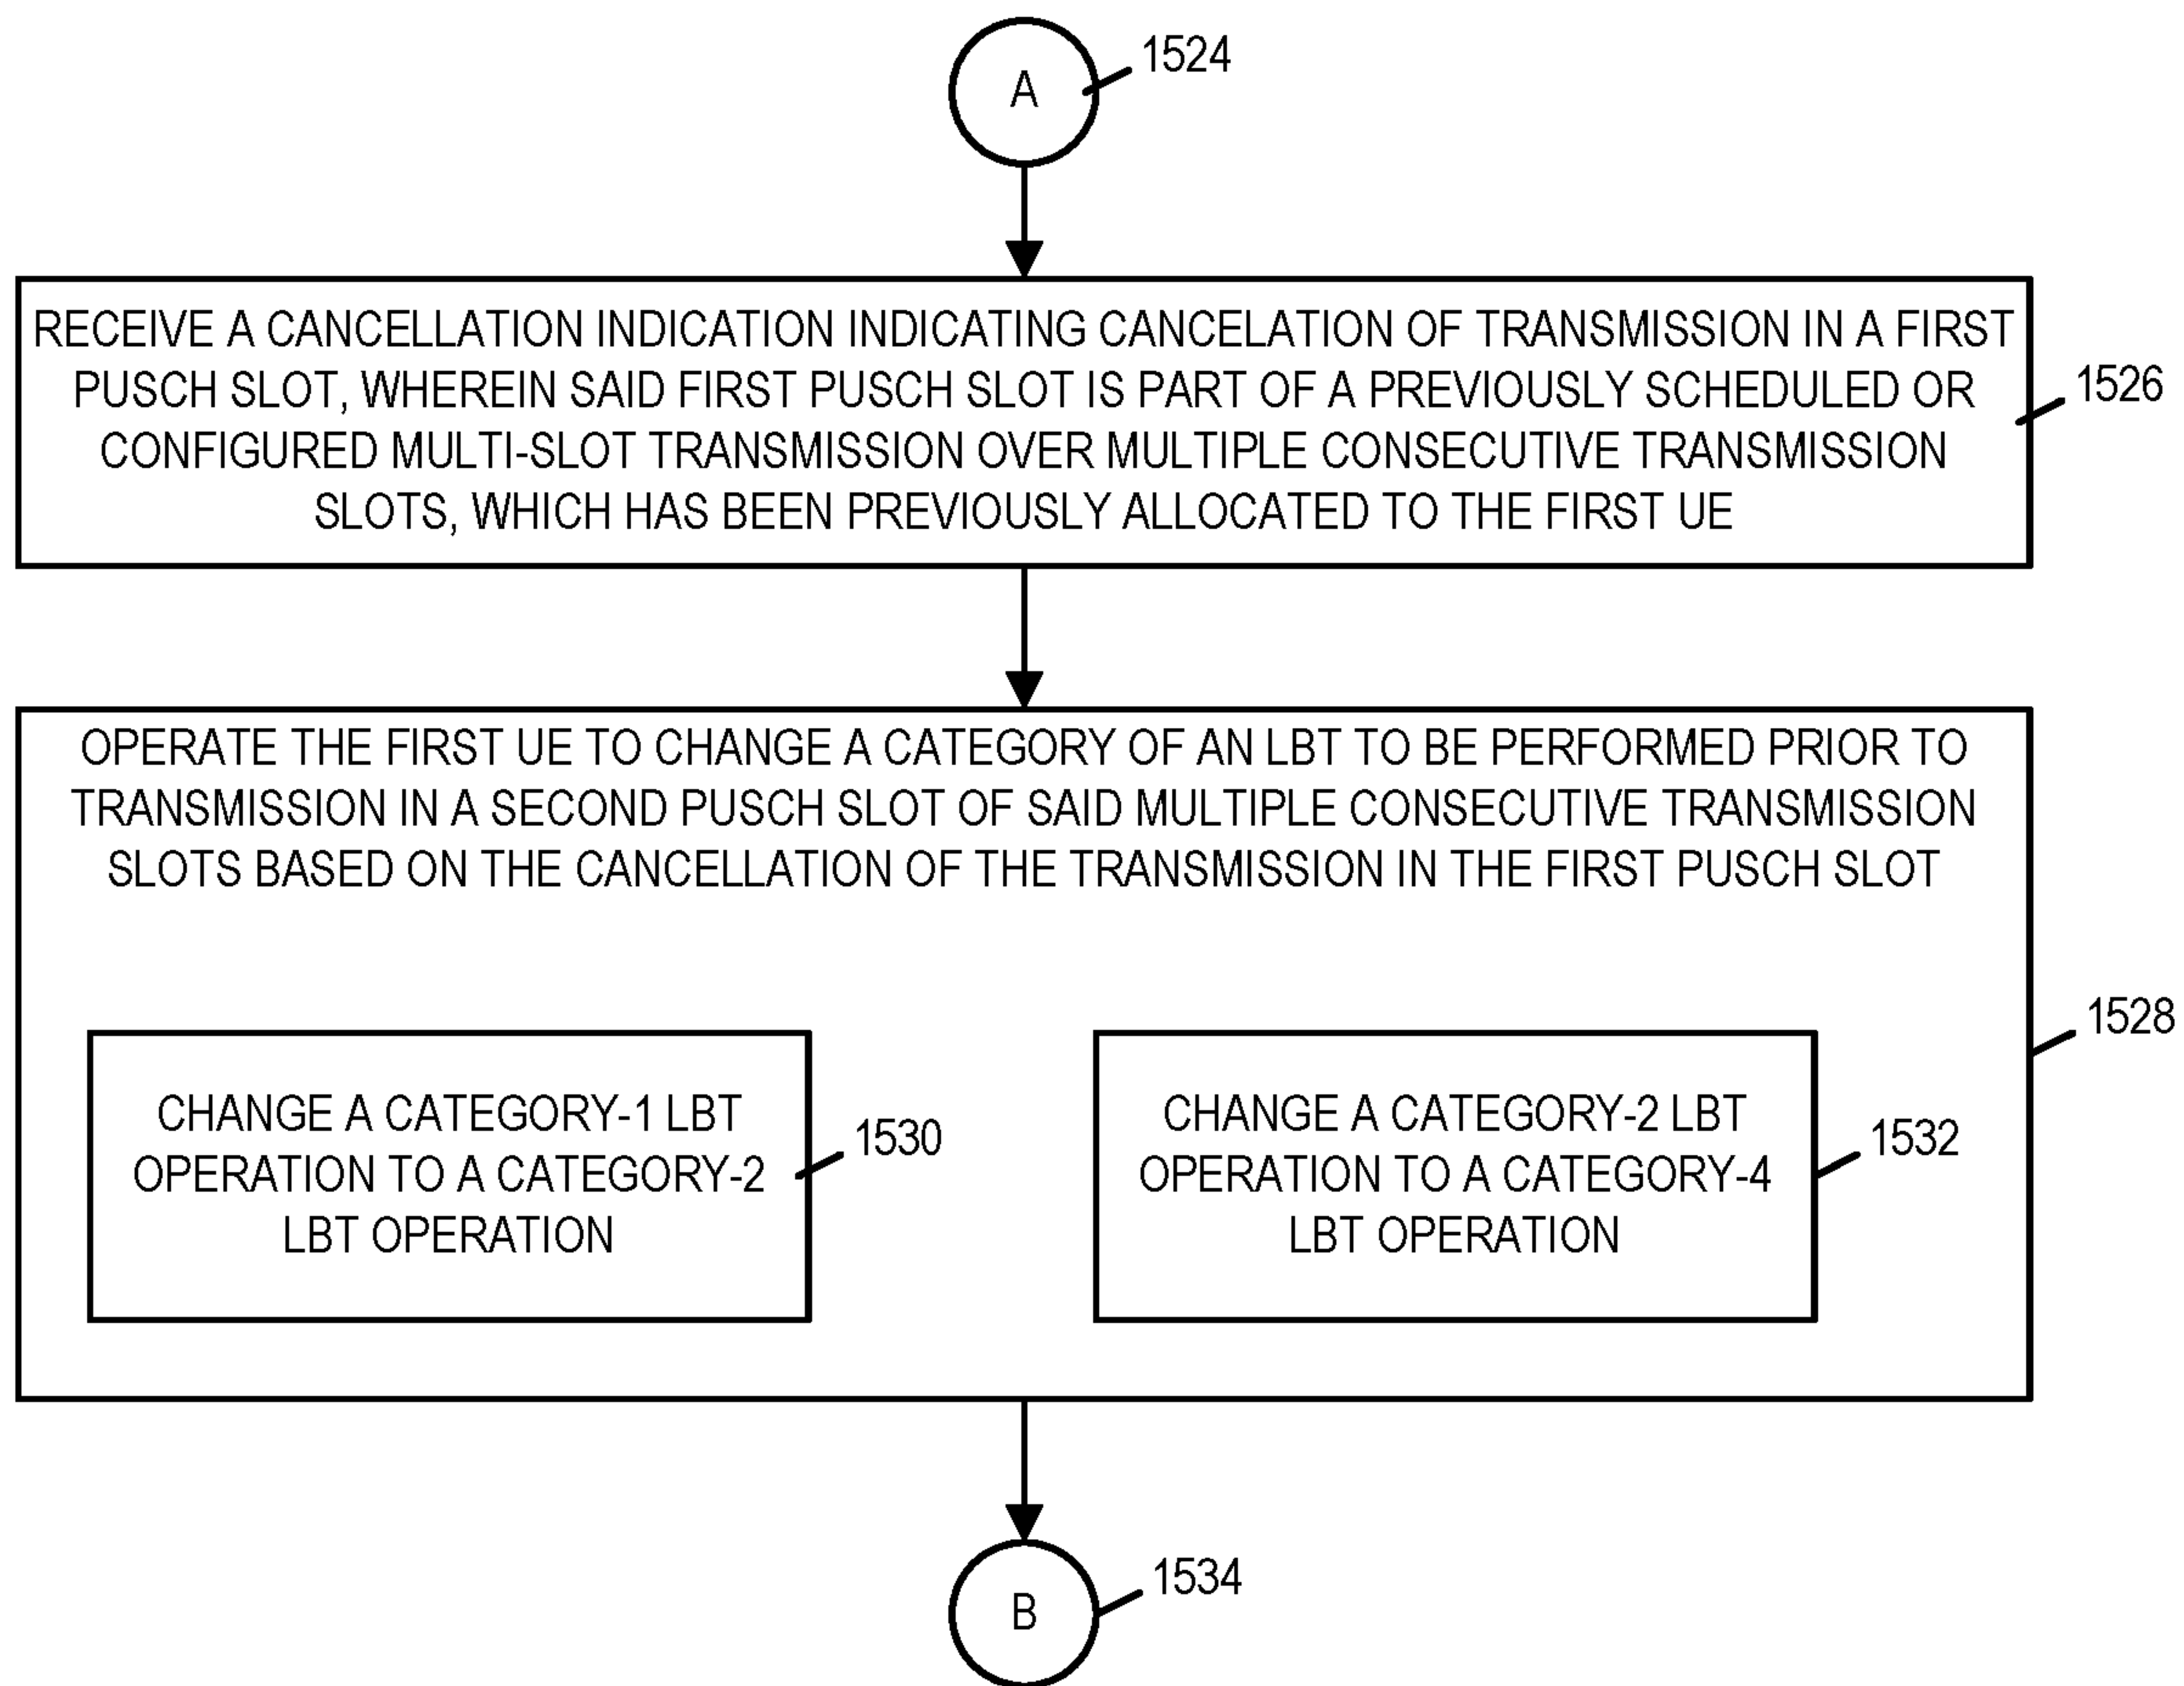 A
1524
RECEIVE A CANCELLATION INDICATION INDICATING CANCELATION OF TRANSMISSION IN A FIRST
PUSCH SLOT, WHEREIN SAID FIRST PUSCH SLOT IS PART OF A PREVIOUSLY SCHEDULED OR
CONFIGURED MULTI-SLOT TRANSMISSION OVER MULTIPLE CONSECUTIVE TRANSMISSION
SLOTS, WHICH HAS BEEN PREVIOUSLY ALLOCATED TO THE FIRST UE
1526
OPERATE THE FIRST UE TO CHANGE A CATEGORY OF AN LBT TO BE PERFORMED PRIOR TO
TRANSMISSION IN A SECOND PUSCH SLOT OF SAID MULTIPLE CONSECUTIVE TRANSMISSION
SLOTS BASED ON THE CANCELLATION OF THE TRANSMISSION IN THE FIRST PUSCH SLOT
1528
CHANGE A CATEGORY-1 LBT
OPERATION TO A CATEGORY-2
LBT OPERATION
1530
CHANGE A CATEGORY-2 LBT
OPERATION TO A CATEGORY-4
LBT OPERATION
1532
B
1534